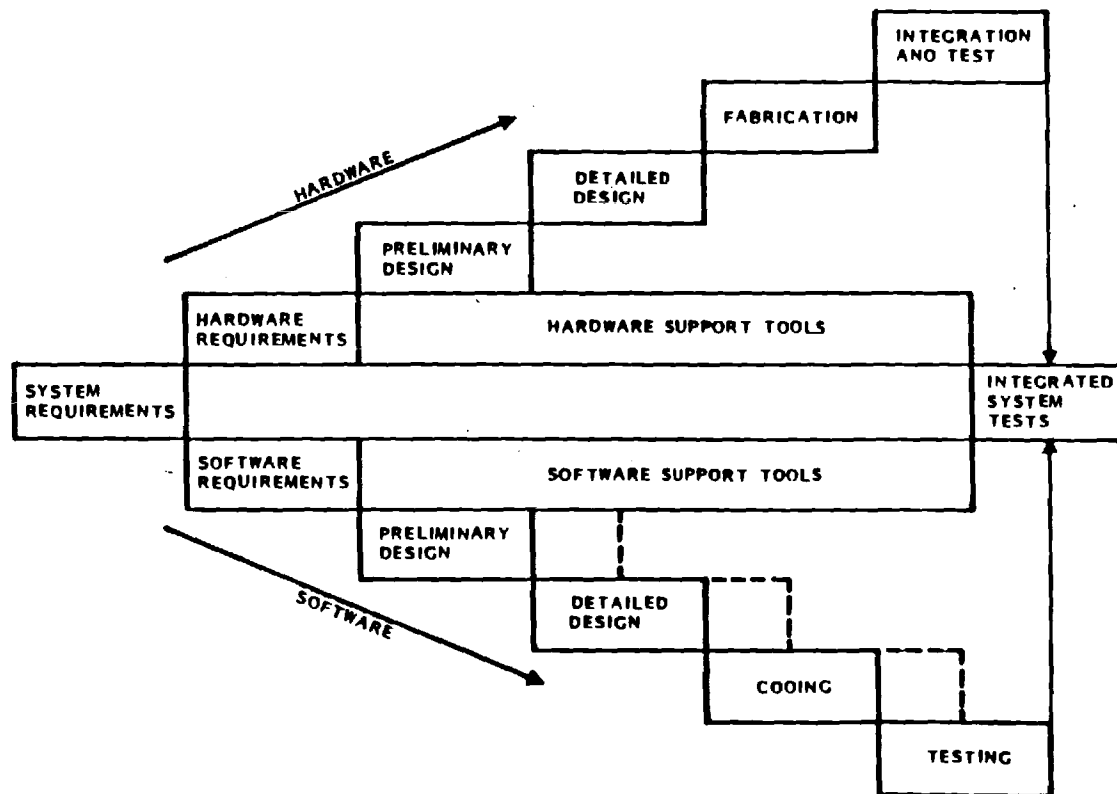 INTEGRATION
AND TEST
FABRICATION
HARDWARE
DETAILED
DESIGN
PRELIMINARY
DESIGN
HARDWARE
REQUIREMENTS
HARDWARE SUPPORT TOOLS
SYSTEM
REQUIREMENTS
INTEGRATED
SYSTEM
TESTS
SOFTWARE
REQUIREMENTS
SOFTWARE SUPPORT TOOLS
PRELIMINARY
DESIGN
SOFTWARE
DETAILED
DESIGN
CODING
TESTING